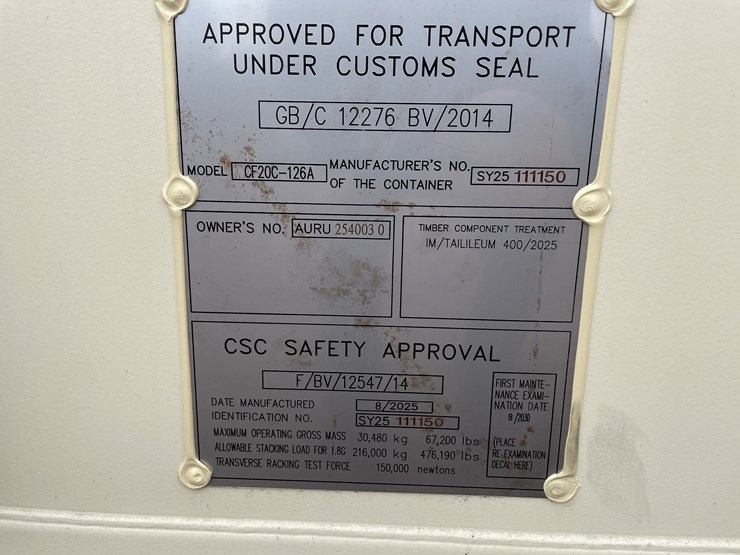 APPROVED FOR TRANSPORT
UNDER CUSTOMS SEAL
GB/C 12276 BV/2014
MODEL CF20C-126A MANUFACTURER'S NO. OF THE CONTAINER SY25 111150
OWNER'S NO. AURU 254003 0
TIMBER COMPONENT TREATMENT
IM/TAILILEUM 400/2025
CSC SAFETY APPROVAL
F/BV/12547/14
DATE MANUFACTURED 8/2025
IDENTIFICATION NO. SY25 111150
MAXIMUM OPERATING GROSS MASS 30,480 kg 67,200 lbs
ALLOWABLE STACKING LOAD FOR 1.8G 216,000 kg 476,190 lbs
TRANSVERSE RACKING TEST FORCE 150,000 newtons
FIRST MAINTE-
NANCE EXAMI-
NATION DATE
8/2030
(PLACE
RE EXAMINATION
DECAL HERE)